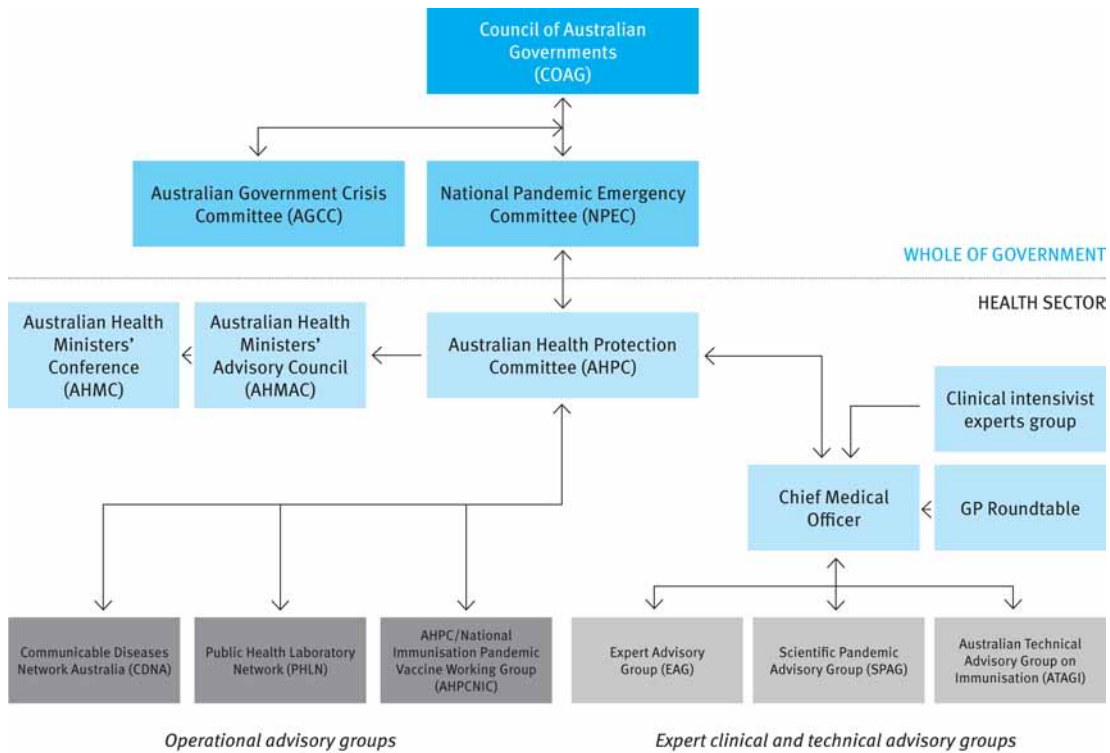 Council of Australian
Governments
(COAG)
Australian Government Crisis
Committee (AGCC)
National Pandemic Emergency
Committee (NPEC)
WHOLE OF GOVERNMENT
HEALTH SECTOR
Australian Health
Ministers’
Conference
(AHMC)
Australian Health
Ministers’
Advisory Council
(AHMAC)
Australian Health Protection
Committee (AHPC)
Clinical intensivist
experts group
Chief Medical
Officer
GP Roundtable
Communicable Diseases
Network Australia (CDNA)
Public Health Laboratory
Network (PHLN)
AHPC/National
Immunisation Pandemic
Vaccine Working Group
(AHPCNIC)
Expert Advisory
Group (EAG)
Scientific Pandemic
Advisory Group (SPAG)
Australian Technical
Advisory Group on
Immunisation (ATAGI)
Operational advisory groups
Expert clinical and technical advisory groups